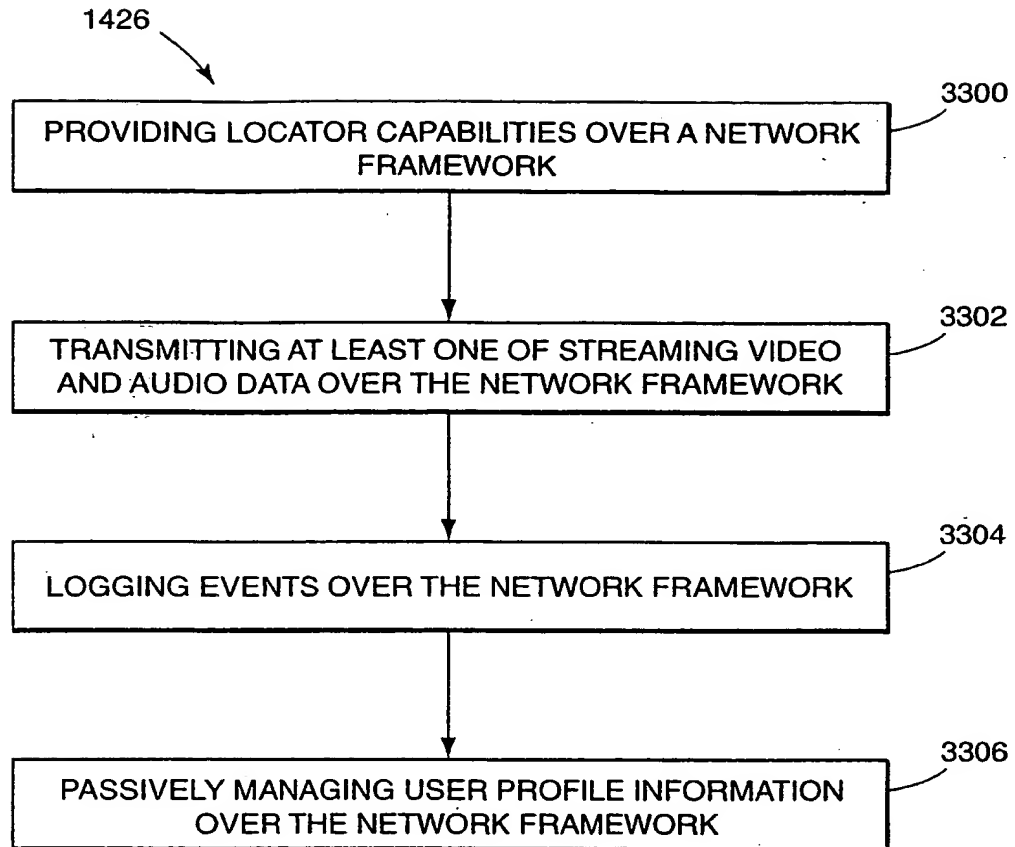 1426
3300
PROVIDING LOCATOR CAPABILITIES OVER A NETWORK
FRAMEWORK
3302
TRANSMITTING AT LEAST ONE OF STREAMING VIDEO
AND AUDIO DATA OVER THE NETWORK FRAMEWORK
3304
LOGGING EVENTS OVER THE NETWORK FRAMEWORK
3306
PASSIVELY MANAGING USER PROFILE INFORMATION
OVER THE NETWORK FRAMEWORK